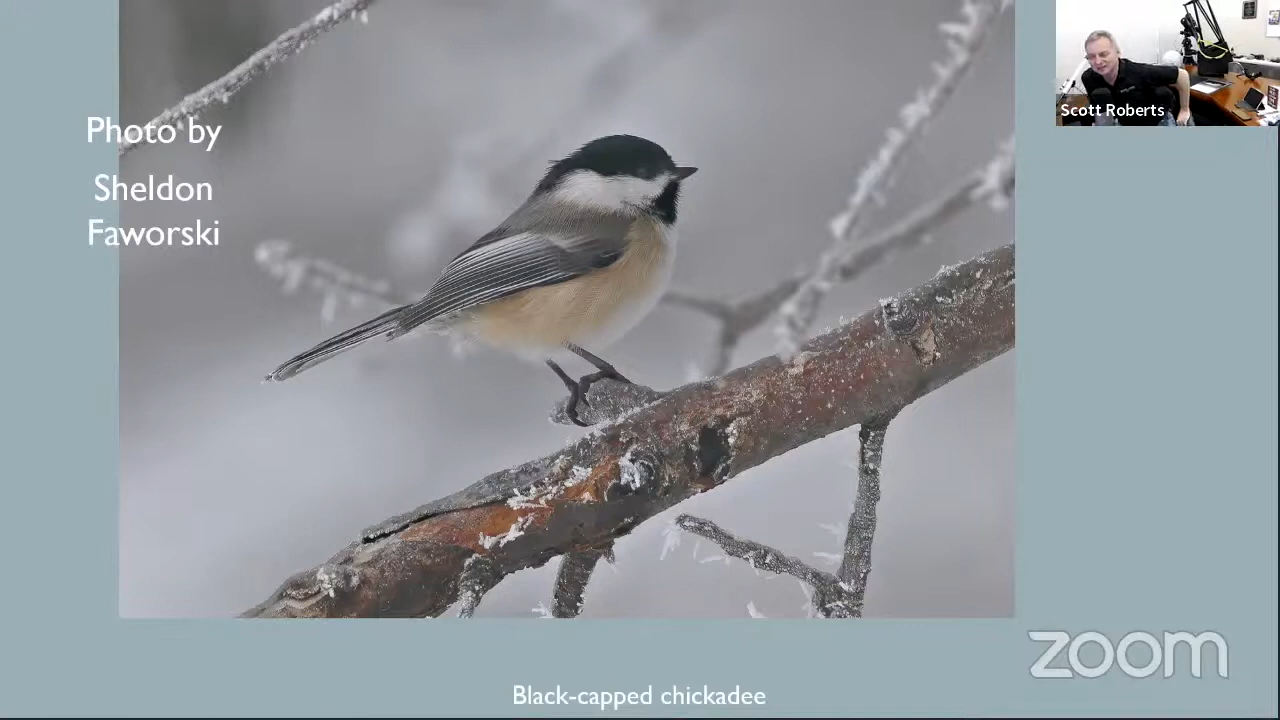 Photo by
Sheldon
Faworski
Scott Roberts
zoom
Black-capped chickadee